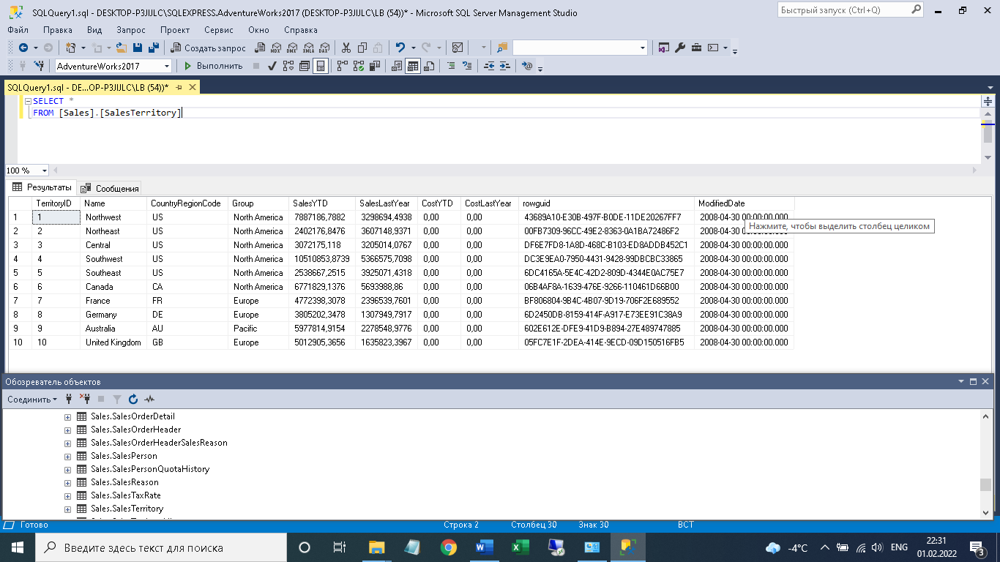 SQLQuery1.sql - DESKTOP-P3JIJLC\SQLEXPRESS.AdventureWorks2017 (DESKTOP-P3JIJLC\LB (54))* - Microsoft SQL Server Management Studio
Быстрый запуск (Ctrl+Q)
Файл Правка Вид Запрос Проект Сервис Окно Справка
Создать запрос MDX DMX XMLA DAX
AdventureWorks2017 Выполнить
SQLQuery1.sql - DE...OP-P3JIJLC\LB (54))*
SELECT *
FROM [Sales].[SalesTerritory]
100 %
Результаты Сообщения
TerritoryID Name CountryRegionCode Group SalesYTD SalesLastYear CostYTD CostLastYear rowguid ModifiedDate
1 1 Northwest US North America 7887186,7882 3298694,4938 0,00 0,00 43689A10-E30B-497F-B0DE-11DE20267FF7 2008-04-30 00:00:00.000
2 2 Northeast US North America 2402176,8476 3607148,9371 0,00 0,00 00FB7309-96CC-49E2-8363-0A1BA72486F2 2008-04-30 00:00:00.000
Нажмите, чтобы выделить столбец целиком
3 3 Central US North America 3072175,118 3205014,0767 0,00 0,00 DF6E7FD8-1A8D-468C-B103-ED8ADDB452C1 2008-04-30 00:00:00.000
4 4 Southwest US North America 10510853,8739 5366575,7098 0,00 0,00 DC3E9EA0-7950-4431-9428-99DBCBC33865 2008-04-30 00:00:00.000
5 5 Southeast US North America 2538667,2515 3925071,4318 0,00 0,00 6DC4165A-5E4C-42D2-809D-4344E0AC75E7 2008-04-30 00:00:00.000
6 6 Canada CA North America 6771829,1376 5693988,86 0,00 0,00 06B4AF8A-1639-476E-9266-110461D66B00 2008-04-30 00:00:00.000
7 7 France FR Europe 4772398,3078 2396539,7601 0,00 0,00 BF806804-9B4C-4B07-9D19-706F2E689552 2008-04-30 00:00:00.000
8 8 Germany DE Europe 3805202,3478 1307949,7917 0,00 0,00 6D2450DB-8159-414F-A917-E73EE91C38A9 2008-04-30 00:00:00.000
9 9 Australia AU Pacific 5977814,9154 2278548,9776 0,00 0,00 602E612E-DFE9-41D9-B894-27E489747885 2008-04-30 00:00:00.000
10 10 United Kingdom GB Europe 5012905,3656 1635823,3967 0,00 0,00 05FC7E1F-2DEA-414E-9ECD-09D150516FB5 2008-04-30 00:00:00.000
Обозреватель объектов
Соединить
Sales.SalesOrderDetail
Sales.SalesOrderHeader
Sales.SalesOrderHeaderSalesReason
Sales.SalesPerson
Sales.SalesPersonQuotaHistory
Sales.SalesReason
Sales.SalesTaxRate
Sales.SalesTerritory
Готово Строка 2 Столбец 30 Знак 30 ВСТ
Введите здесь текст для поиска
-4°C ENG 22:31
01.02.2022
3